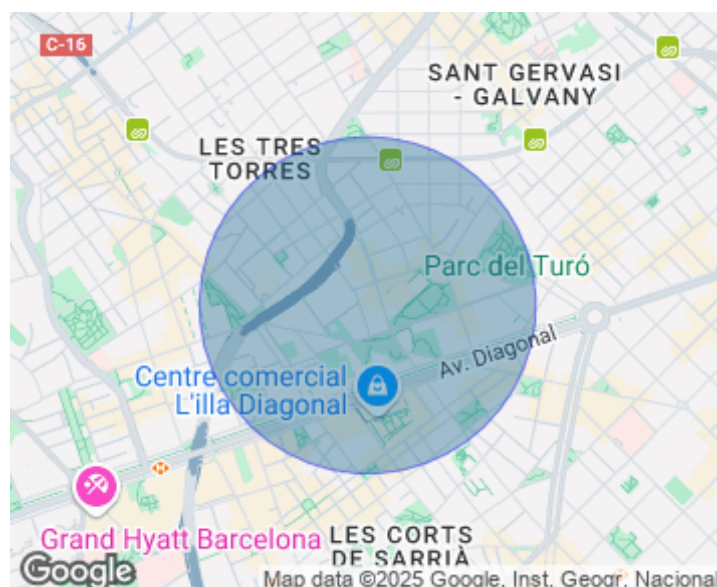 C-16
SANT GERVASI
- GALVANY
LES TRES
TORRES
Parc del Turó
Av. Diagonal
Centre comercial
L'illa Diagonal
Grand Hyatt Barcelona
LES CORTS
DE SARRIÀ
Google
Map data ©2025 Google, Inst. Geogr. Nacional